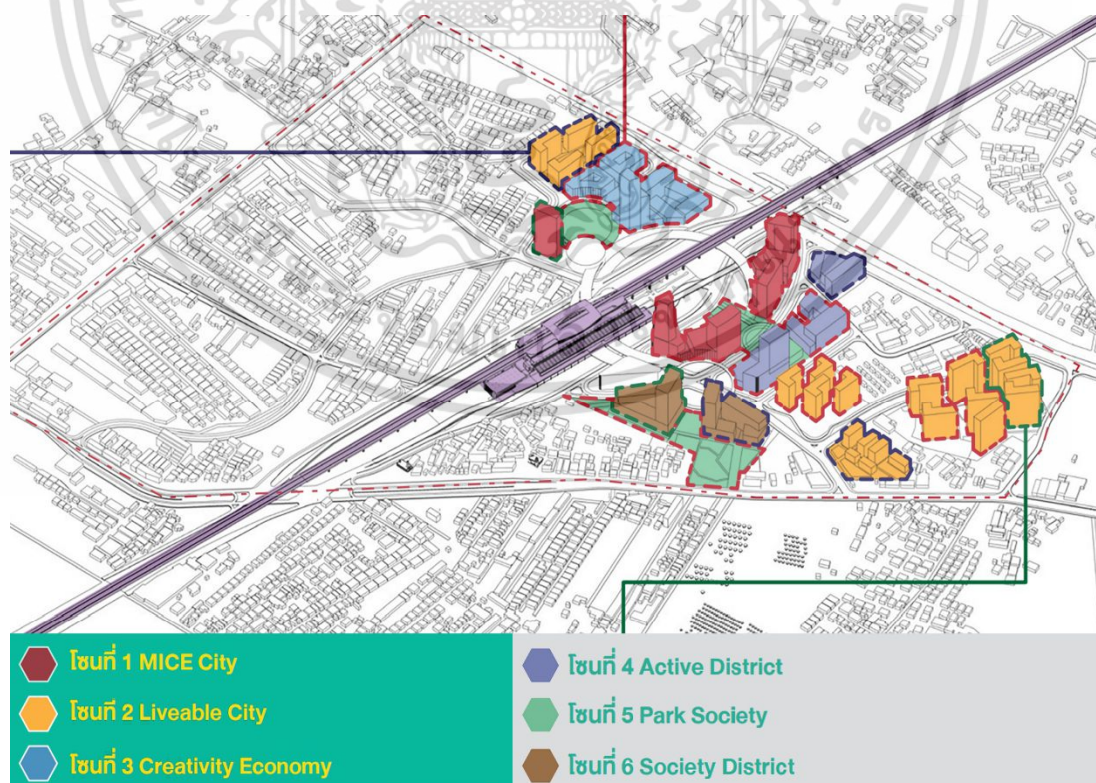 โซนที่ 1 MICE City
โซนที่ 2 Liveable City
โซนที่ 3 Creativity Economy
โซนที่ 4 Active District
โซนที่ 5 Park Society
โซนที่ 6 Society District